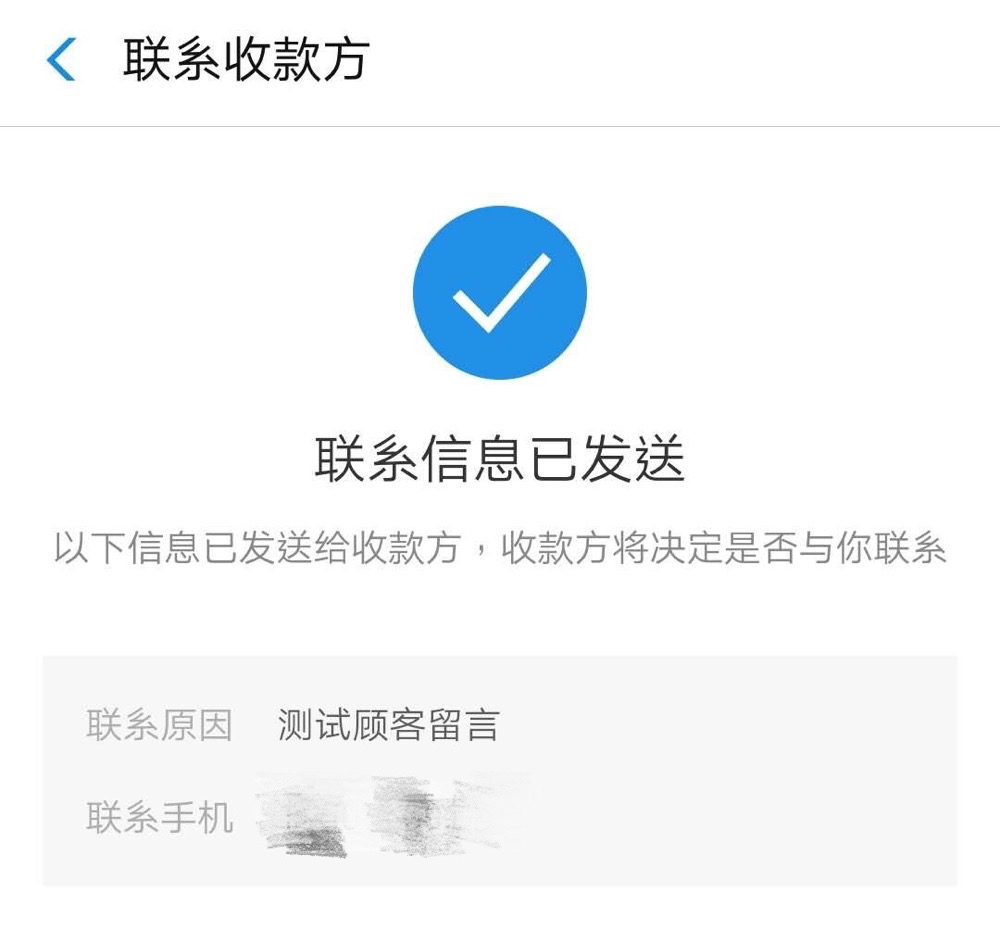 联系收款方
联系信息已发送
以下信息已发送给收款方，收款方将决定是否与你联系
联系原因 测试顾客留言
联系手机